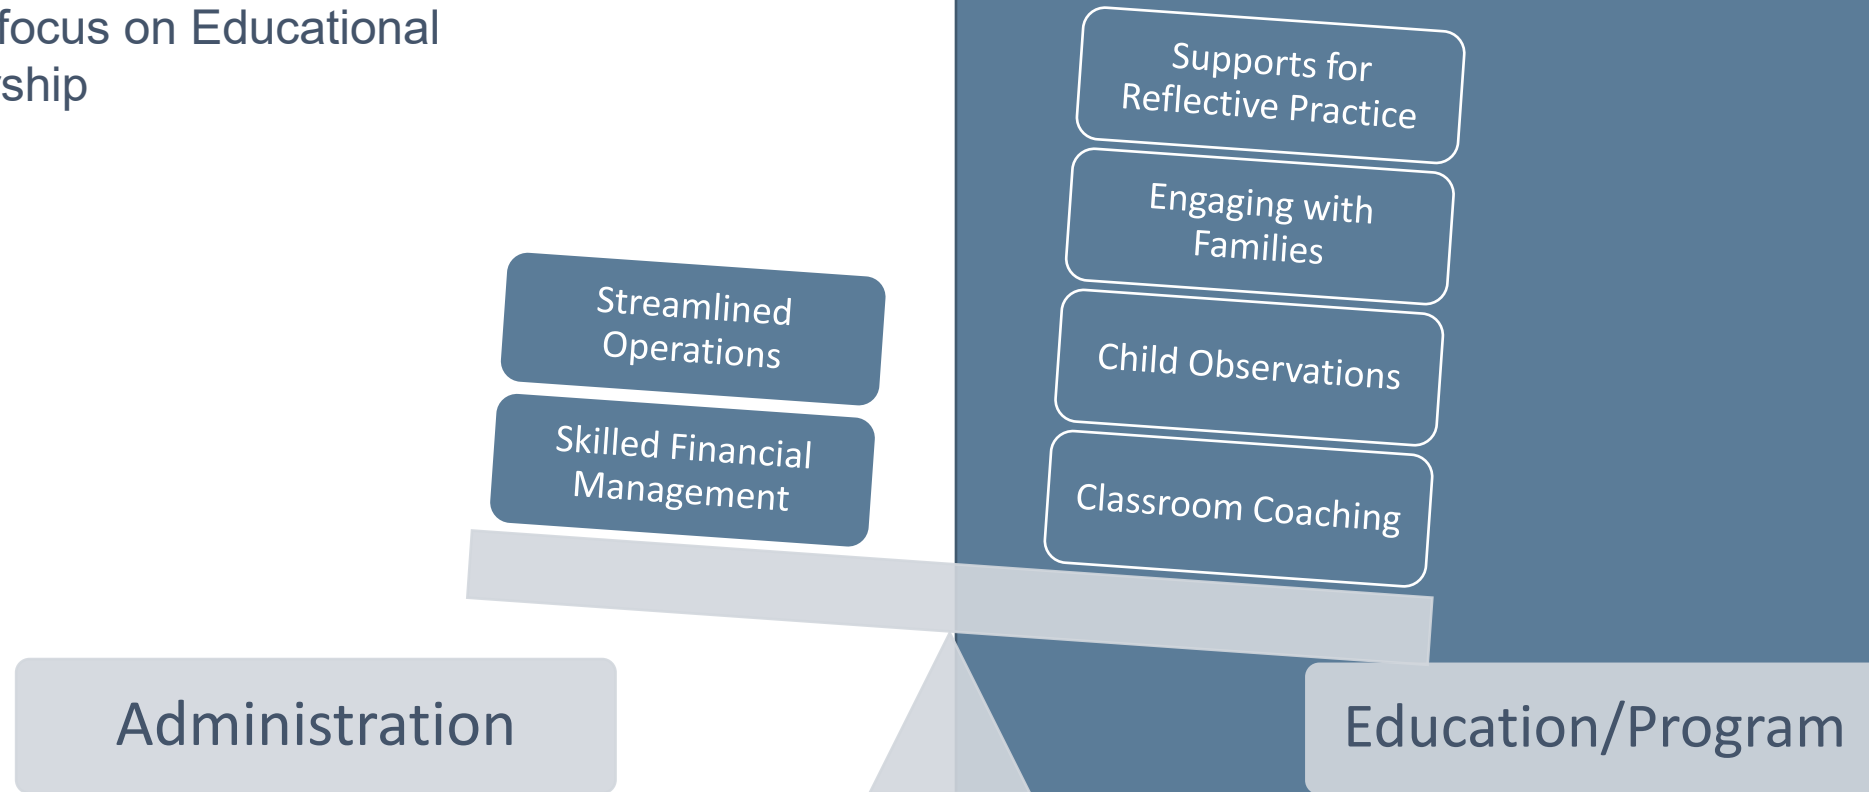 focus on Educational
Supports for
Reflective Practice
Engaging with
Families
Streamlined
Operations
Child Observations
Skilled Financial
Management
Classroom Coaching
Administration
Education/Program